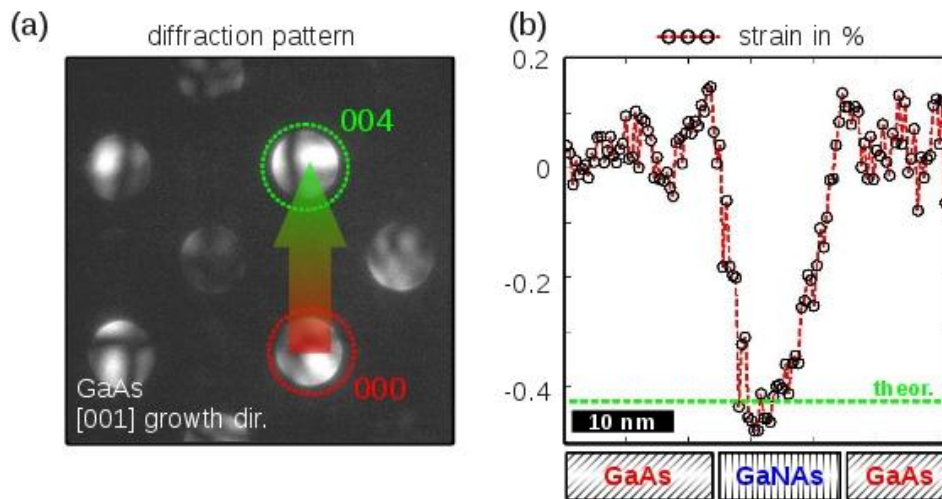 (a)
diffraction pattern
004
000
GaAs
[001] growth dir.
(b)
strain in %
0.2
0
-0.2
-0.4
theor.
10 nm
GaAs
GaNAs
GaAs